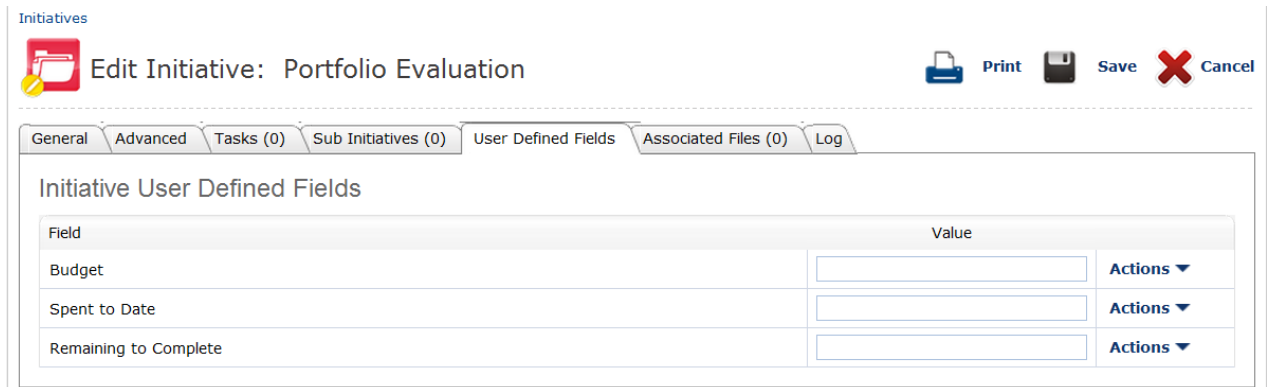 Initiatives
Edit Initiative: Portfolio Evaluation
Print Save Cancel
General Advanced Tasks (0) Sub Initiatives (0) User Defined Fields Associated Files (0) Log
Initiative User Defined Fields
Field Value
Budget Actions
Spent to Date Actions
Remaining to Complete Actions